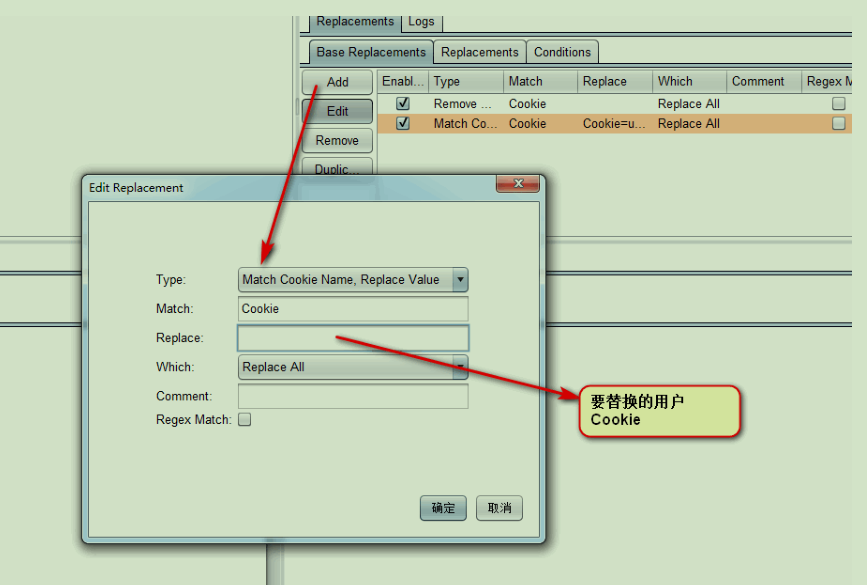 Replacements Logs
Base Replacements Replacements Conditions
Add Enabl... Type Match Replace Which Comment Regex M
Remove ... Cookie Replace All
Edit
Match Co... Cookie Cookie=u... Replace All
Remove
Duplic...
Edit Replacement
Type: Match Cookie Name, Replace Value
Match: Cookie
Replace:
Which: Replace All
Comment:
Regex Match:
要替换的用户
Cookie
确定 取消